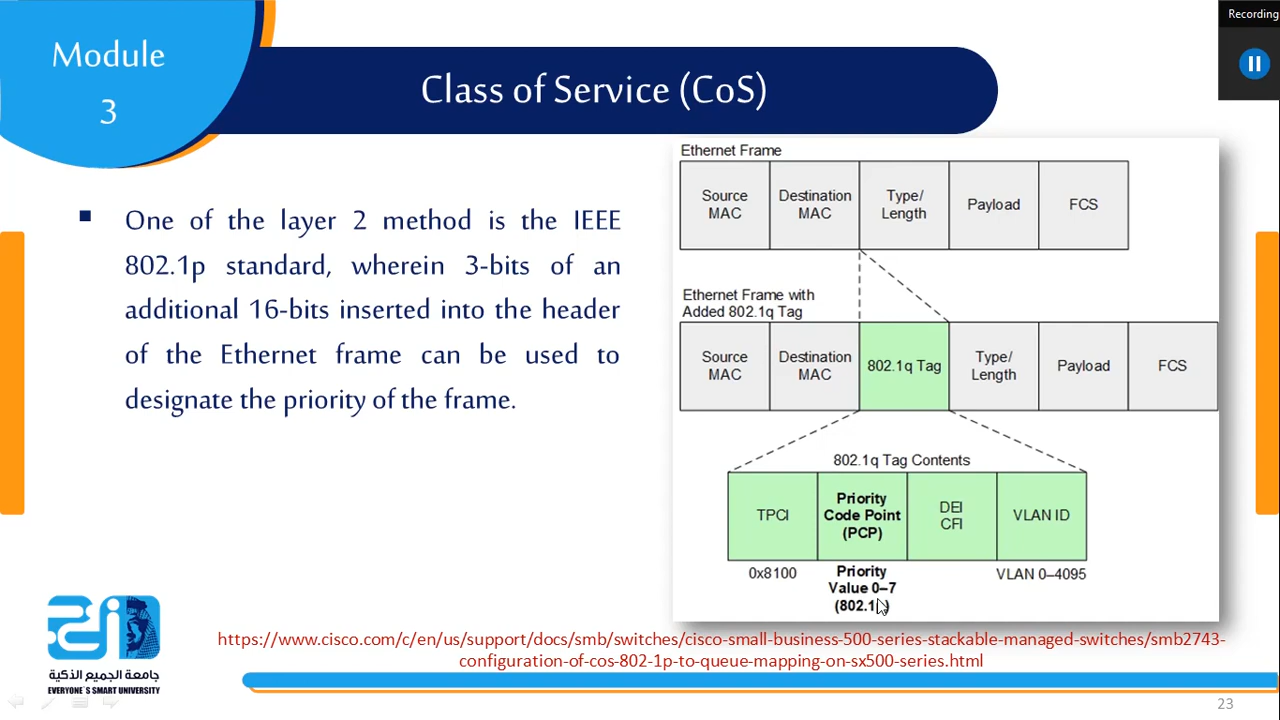 Recording
Module
3
Class of Service (CoS)
▪ One of the layer 2 method is the IEEE
802.1p standard, wherein 3-bits of an
additional 16-bits inserted into the header
of the Ethernet frame can be used to
designate the priority of the frame.
Ethernet Frame
Source MAC
Destination MAC
Type/ Length
Payload
FCS
Ethernet Frame with
Added 802.1q Tag
Source MAC
Destination MAC
802.1q Tag
Type/ Length
Payload
FCS
802.1q Tag Contents
TPCI
Priority Code Point (PCP)
DEI CFI
VLAN ID
0x8100
Priority
Value 0–7
VLAN 0–4095
https://www.cisco.com/c/en/us/support/docs/smb/switches/cisco-small-business-500-series-stackable-managed-switches/smb2743-
configuration-of-cos-802-1p-to-queue-mapping-on-sx500-series.html
جامعة الجميع الذكية
EVERYONE`S SMART UNIVERSITY
23